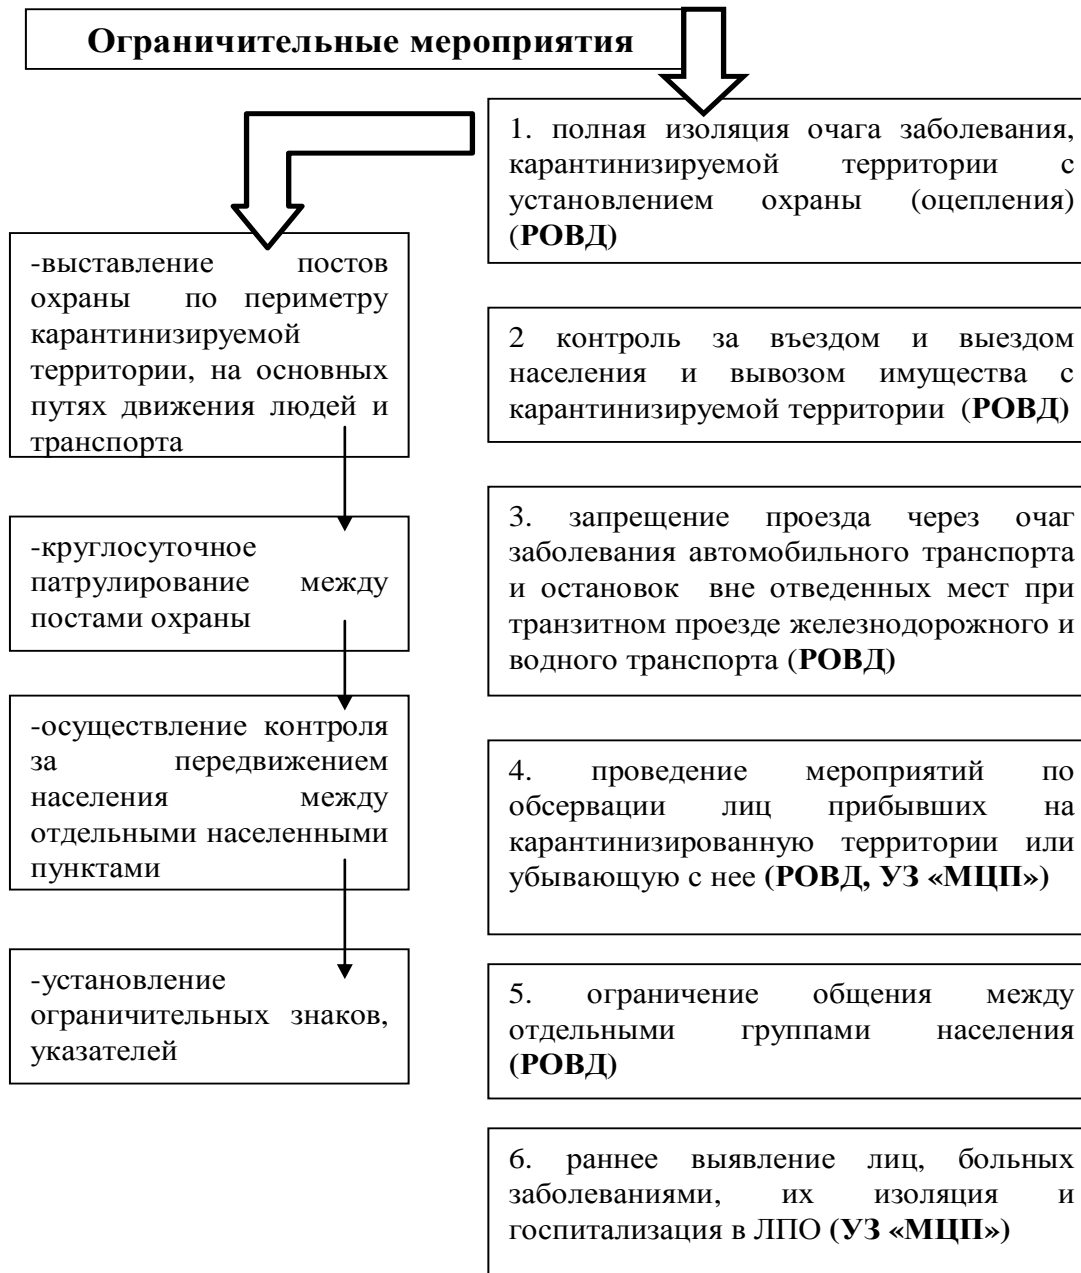 Ограничительные мероприятия
1. полная изоляция очага заболевания,
карантинизируемой территории с
установлением охраны (оцепления)
(РОВД)
-выставление постов
охраны по периметру
карантинизируемой
территории, на основных
путях движения людей и
транспорта
2 контроль за въездом и выездом
населения и вывозом имущества с
карантинизируемой территории (РОВД)
3. запрещение проезда через очаг
заболевания автомобильного транспорта
и остановок вне отведенных мест при
транзитном проезде железнодорожного и
водного транспорта (РОВД)
-круглосуточное
патрулирование между
постами охраны
-осуществление контроля
за передвижением
населения между
отдельными населенными
пунктами
4. проведение мероприятий по
обсервации лиц прибывших на
карантинизированную территории или
убывающую с нее (РОВД, УЗ «МЦП»)
-установление
ограничительных знаков,
указателей
5. ограничение общения между
отдельными группами населения
(РОВД)
6. раннее выявление лиц, больных
заболеваниями, их изоляция и
госпитализация в ЛПО (УЗ «МЦП»)